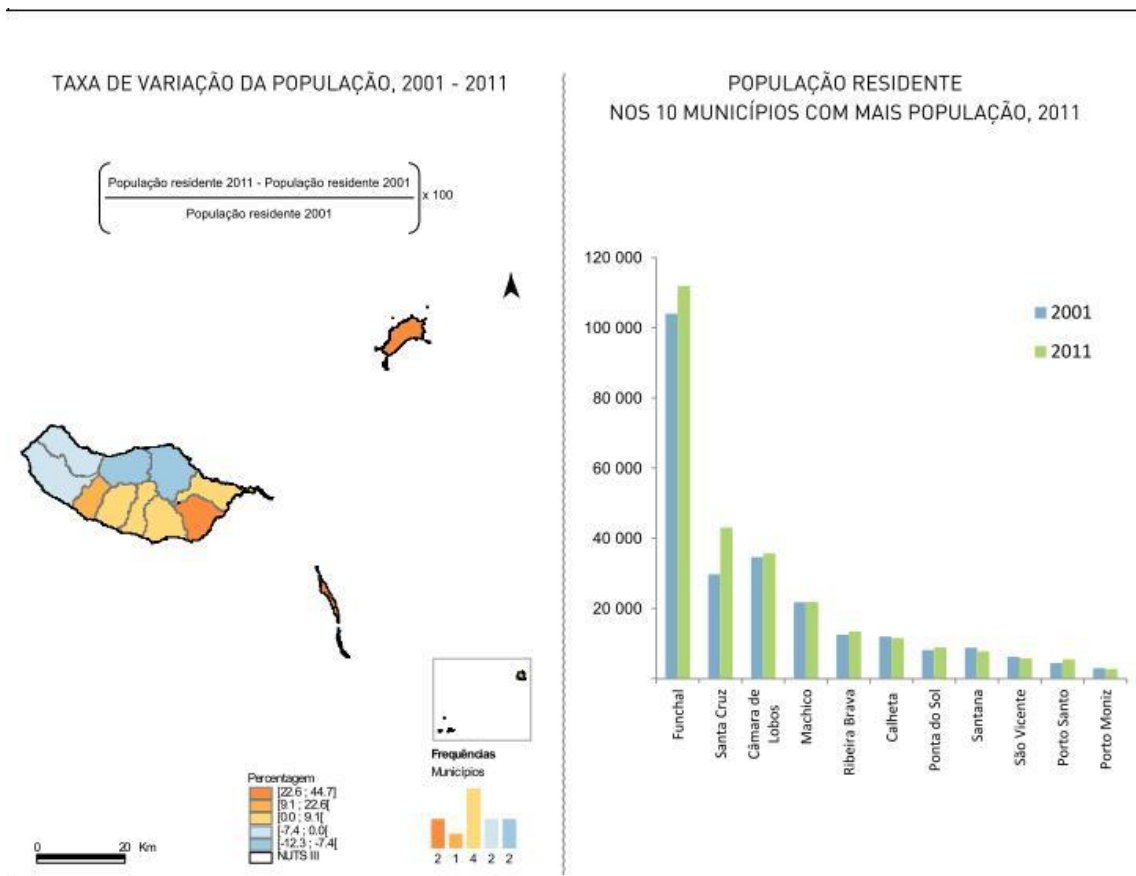 TAXA DE VARIAÇÃO DA POPULAÇÃO, 2001 - 2011
População residente 2011 - População residente 2001
População residente 2001
x 100
0
20 Km
Percentagem
[22.6 ; 44.7]
[9.1 ; 22.6[
[0.0 ; 9.1[
[-7.4 ; 0.0[
[-12.3 ; -7.4[
NUTS III
Frequências
Municípios
2 1 4 2 2
POPULAÇÃO RESIDENTE
NOS 10 MUNICÍPIOS COM MAIS POPULAÇÃO, 2011
120 000
100 000
80 000
60 000
40 000
20 000
2001
2011
Funchal
Santa Cruz
Câmara de
Lobos
Machico
Ribeira Brava
Calheta
Ponta do Sol
Santana
São Vicente
Porto Santo
Porto Moniz